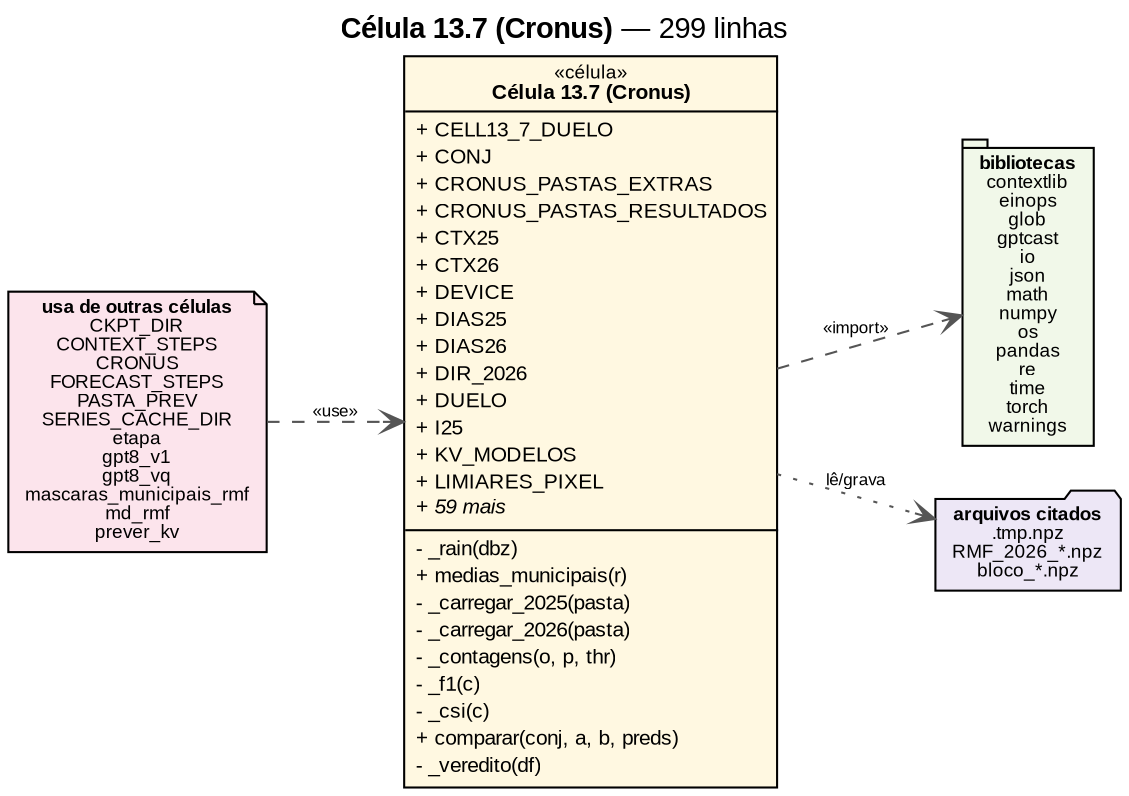 Célula 13.7 (Cronus) — 299 linhas
«célula»
Célula 13.7 (Cronus)
+ CELL13_7_DUELO
+ CONJ
+ CRONUS_PASTAS_EXTRAS
+ CRONUS_PASTAS_RESULTADOS
+ CTX25
+ CTX26
+ DEVICE
+ DIAS25
+ DIAS26
+ DIR_2026
+ DUELO
+ I25
+ KV_MODELOS
+ LIMIARES_PIXEL
+ 59 mais
- _rain(dbz)
+ medias_municipais(r)
- _carregar_2025(pasta)
- _carregar_2026(pasta)
- _contagens(o, p, thr)
- _f1(c)
- _csi(c)
+ comparar(conj, a, b, preds)
- _veredito(df)
usa de outras células
CKPT_DIR
CONTEXT_STEPS
CRONUS
FORECAST_STEPS
PASTA_PREV
SERIES_CACHE_DIR
etapa
gpt8_v1
gpt8_vq
mascaras_municipais_rmf
md_rmf
prever_kv
«use»
«import»
lê/grava
bibliotecas
contextlib
einops
glob
gptcast
io
json
math
numpy
os
pandas
re
time
torch
warnings
arquivos citados
.tmp.npz
RMF_2026_*.npz
bloco_*.npz